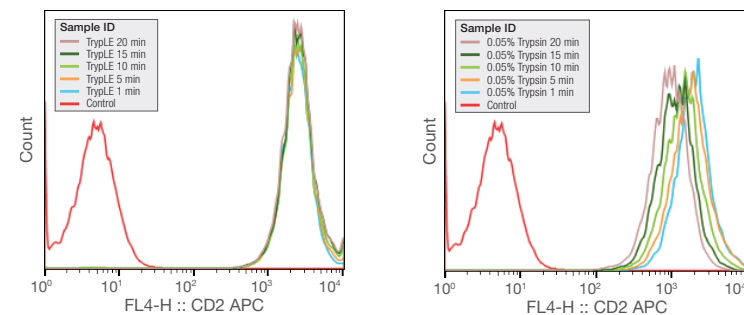 Sample ID
TrypLE 20 min
TrypLE 15 min
TrypLE 10 min
TrypLE 5 min
TrypLE 1 min
Control
Count
10⁰ 10¹ 10² 10³ 10⁴
FL4-H :: CD2 APC
Sample ID
0.05% Trypsin 20 min
0.05% Trypsin 15 min
0.05% Trypsin 10 min
0.05% Trypsin 5 min
0.05% Trypsin 1 min
Control
Count
10⁰ 10¹ 10² 10³ 10⁴
FL4-H :: CD2 APC